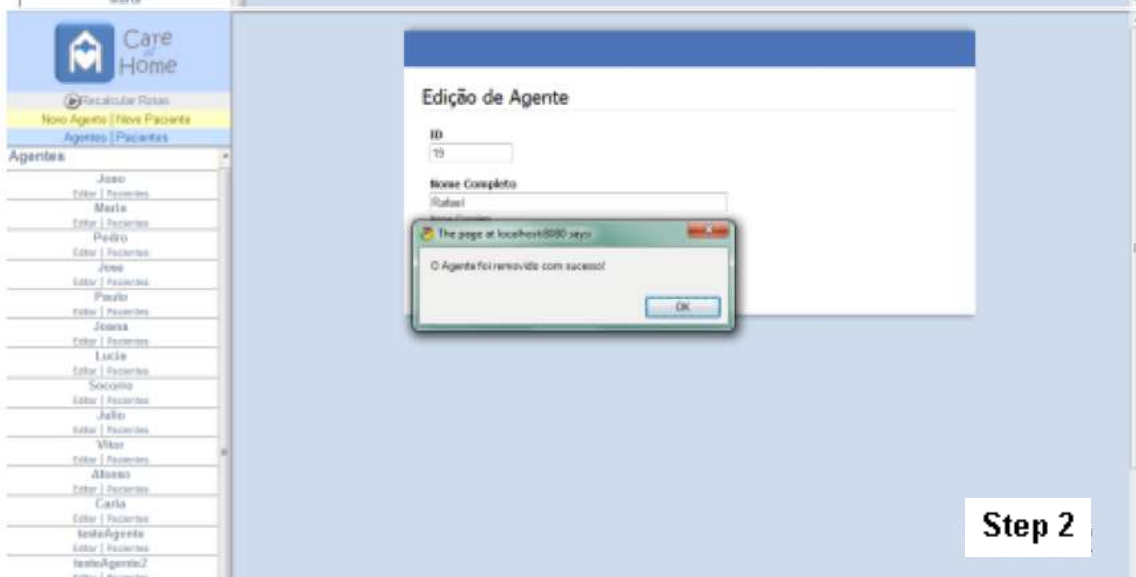 Care
at
Home
Recalcular Rotas
Novo Agente | Novo Paciente
Agentes | Pacientes
Agentes
Joao
Editar | Pacientes
Maria
Editar | Pacientes
Pedro
Editar | Pacientes
Jose
Editar | Pacientes
Paulo
Editar | Pacientes
Joana
Editar | Pacientes
Lucia
Editar | Pacientes
Socorro
Editar | Pacientes
Julio
Editar | Pacientes
Vitor
Editar | Pacientes
Afonso
Editar | Pacientes
Carla
Editar | Pacientes
testeAgente
Editar | Pacientes
testeAgente2
Editar | Pacientes
Edição de Agente
ID
19
Nome Completo
Rafael
The page at localhost:8080 says:
O Agente foi removido com sucesso!
OK
Step 2